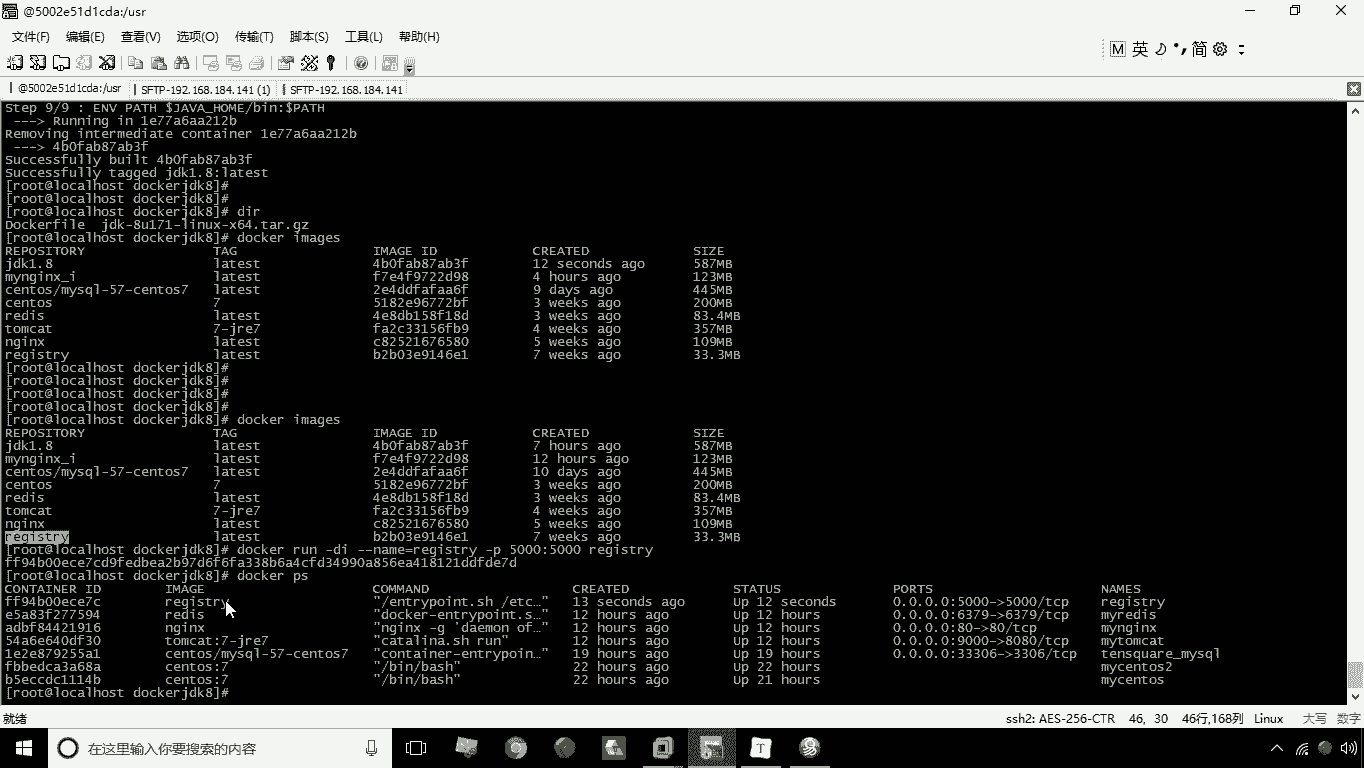 @5002e51d1cda:/usr
文件(F) 编辑(E) 查看(V) 选项(O) 传输(T) 脚本(S) 工具(L) 帮助(H)
M 英 简
@5002e51d1cda:/usr SFTP-192.168.184.141 (1) SFTP-192.168.184.141
Step 9/9 : ENV PATH $JAVA_HOME/bin:$PATH
---> Running in 1e77a6aa212b
Removing intermediate container 1e77a6aa212b
---> 4b0fab87ab3f
Successfully built 4b0fab87ab3f
Successfully tagged jdk1.8:latest
[root@localhost dockerjdk8]#
[root@localhost dockerjdk8]#
[root@localhost dockerjdk8]# dir
Dockerfile jdk-8u171-linux-x64.tar.gz
[root@localhost dockerjdk8]# docker images
REPOSITORY TAG IMAGE ID CREATED SIZE
jdk1.8 latest 4b0fab87ab3f 12 seconds ago 587MB
mynginx_i latest f7e4f9722d98 4 hours ago 123MB
centos/mysql-57-centos7 latest 2e4ddfafaa6f 9 days ago 445MB
centos 7 5182e96772bf 3 weeks ago 200MB
redis latest 4e8db158f18d 3 weeks ago 83.4MB
tomcat 7-jre7 fa2c33156fb9 4 weeks ago 357MB
nginx latest c82521676580 5 weeks ago 109MB
registry latest b2b03e9146e1 7 weeks ago 33.3MB
[root@localhost dockerjdk8]#
[root@localhost dockerjdk8]#
[root@localhost dockerjdk8]#
[root@localhost dockerjdk8]#
[root@localhost dockerjdk8]# docker images
REPOSITORY TAG IMAGE ID CREATED SIZE
jdk1.8 latest 4b0fab87ab3f 7 hours ago 587MB
mynginx_i latest f7e4f9722d98 12 hours ago 123MB
centos/mysql-57-centos7 latest 2e4ddfafaa6f 10 days ago 445MB
centos 7 5182e96772bf 3 weeks ago 200MB
redis latest 4e8db158f18d 3 weeks ago 83.4MB
tomcat 7-jre7 fa2c33156fb9 4 weeks ago 357MB
nginx latest c82521676580 5 weeks ago 109MB
registry latest b2b03e9146e1 7 weeks ago 33.3MB
[root@localhost dockerjdk8]# docker run -di --name=registry -p 5000:5000 registry
ff94b00ece7cd9fedbea2b97d6f6fa338b6a4cfd34990a856ea418121ddfde7d
[root@localhost dockerjdk8]# docker ps
CONTAINER ID IMAGE COMMAND CREATED STATUS PORTS NAMES
ff94b00ece7c registry "/entrypoint.sh /etc…" 13 seconds ago Up 12 seconds 0.0.0.0:5000->5000/tcp registry
e5a83f277594 redis "docker-entrypoint.s…" 12 hours ago Up 12 hours 0.0.0.0:6379->6379/tcp myredis
adbf84421916 nginx "nginx -g 'daemon of…" 12 hours ago Up 12 hours 0.0.0.0:80->80/tcp mynginx
54a6e640df30 tomcat:7-jre7 "catalina.sh run" 12 hours ago Up 12 hours 0.0.0.0:9000->8080/tcp mytomcat
1e2e879255a1 centos/mysql-57-centos7 "container-entrypoin…" 19 hours ago Up 19 hours 0.0.0.0:33306->3306/tcp tensquare_mysql
fbbedca3a68a centos:7 "/bin/bash" 22 hours ago Up 22 hours mycentos2
b5eccdc1114b centos:7 "/bin/bash" 22 hours ago Up 21 hours mycentos
[root@localhost dockerjdk8]#
就绪 ssh2: AES-256-CTR 46, 30 46行,168列 Linux 大写 数字
在这里输入你要搜索的内容
T